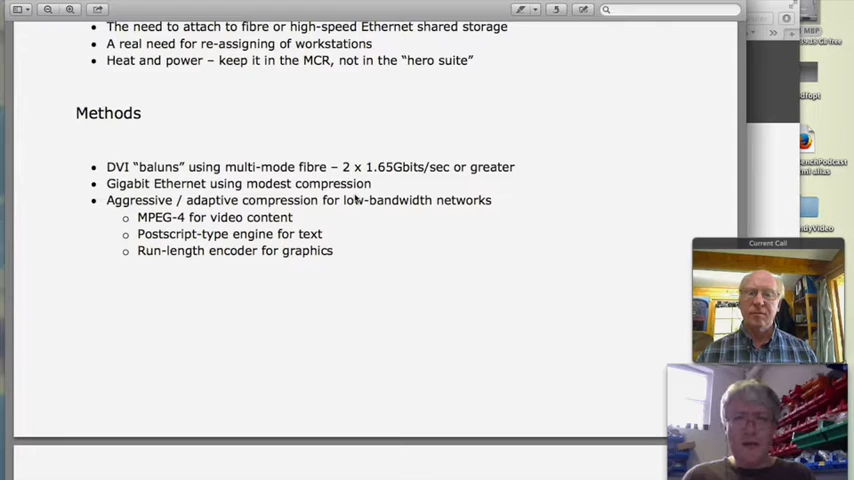 5
The need to attach to fibre or high-speed Ethernet shared storage
A real need for re-assigning of workstations
Heat and power – keep it in the MCR, not in the “hero suite”
Methods
DVI “baluns” using multi-mode fibre – 2 x 1.65Gbits/sec or greater
Gigabit Ethernet using modest compression
Aggressive / adaptive compression for low-bandwidth networks
MPEG-4 for video content
Postscript-type engine for text
Run-length encoder for graphics
Current Call